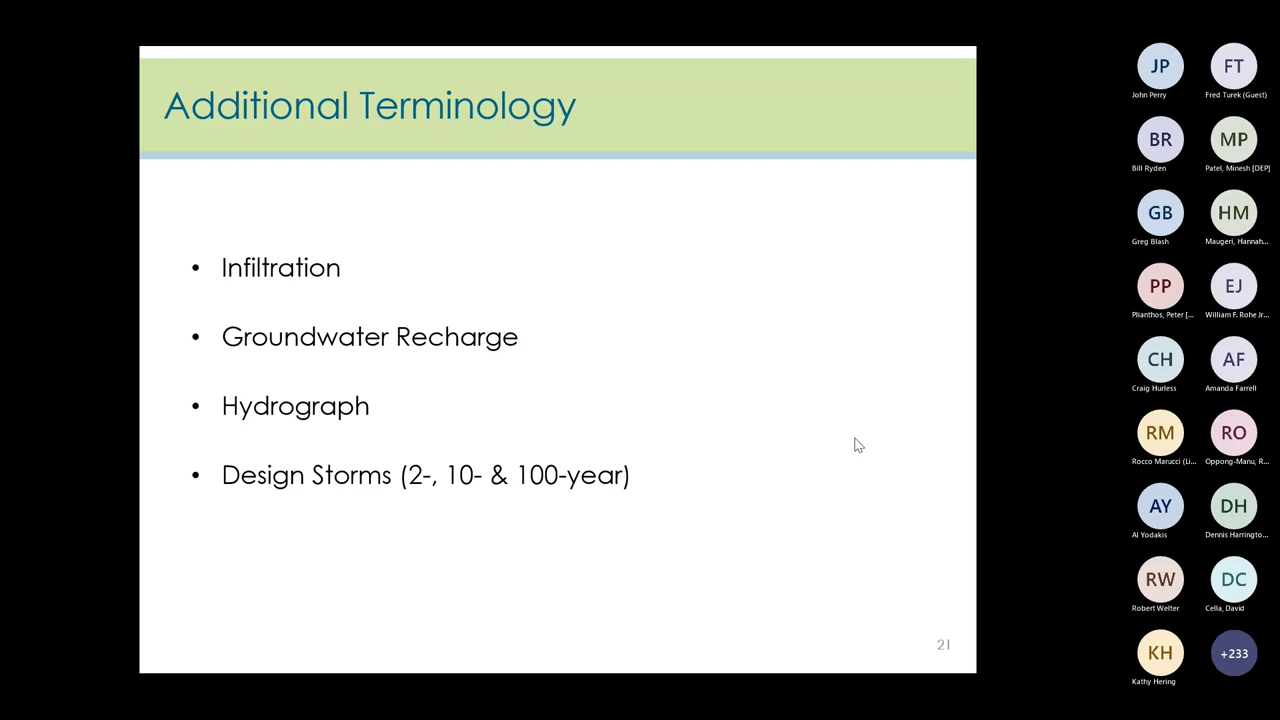 Additional Terminology
• Infiltration
• Groundwater Recharge
• Hydrograph
• Design Storms (2-, 10- & 100-year)
21
JP
John Perry
FT
Fred Turek (Guest)
BR
Bill Ryden
MP
Patel, Minesh [DEP]
GB
Greg Blash
HM
Maugeri, Hannah...
PP
Plianthos, Peter [...
EJ
William F. Rohe Jr...
CH
Craig Hurless
AF
Amanda Farrell
RM
Rocco Marucci (Li...
RO
Oppong-Manu, R...
AY
Al Yodakis
DH
Dennis Harringto...
RW
Robert Welter
DC
Cella, David
KH
Kathy Hering
+233